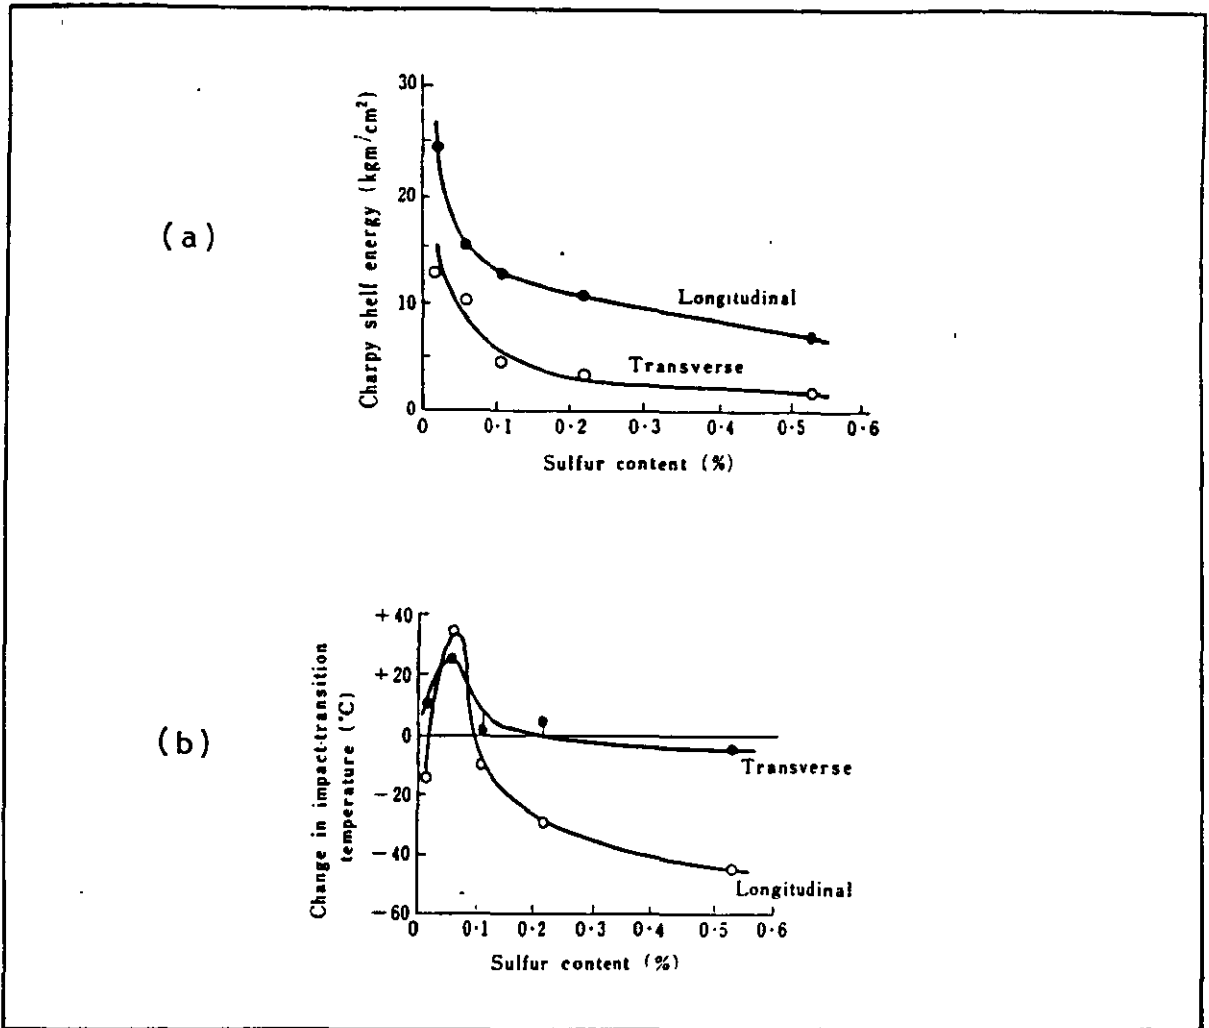 (a)
Charpy shelf energy (kgm/cm²)
30
20
10
0
Longitudinal
Transverse
0 0·1 0·2 0·3 0·4 0·5 0·6
Sulfur content (%)
(b)
Change in impact-transition
temperature (°C)
+40
+20
0
−20
−40
−60
Transverse
Longitudinal
0 0·1 0·2 0·3 0·4 0·5 0·6
Sulfur content (%)